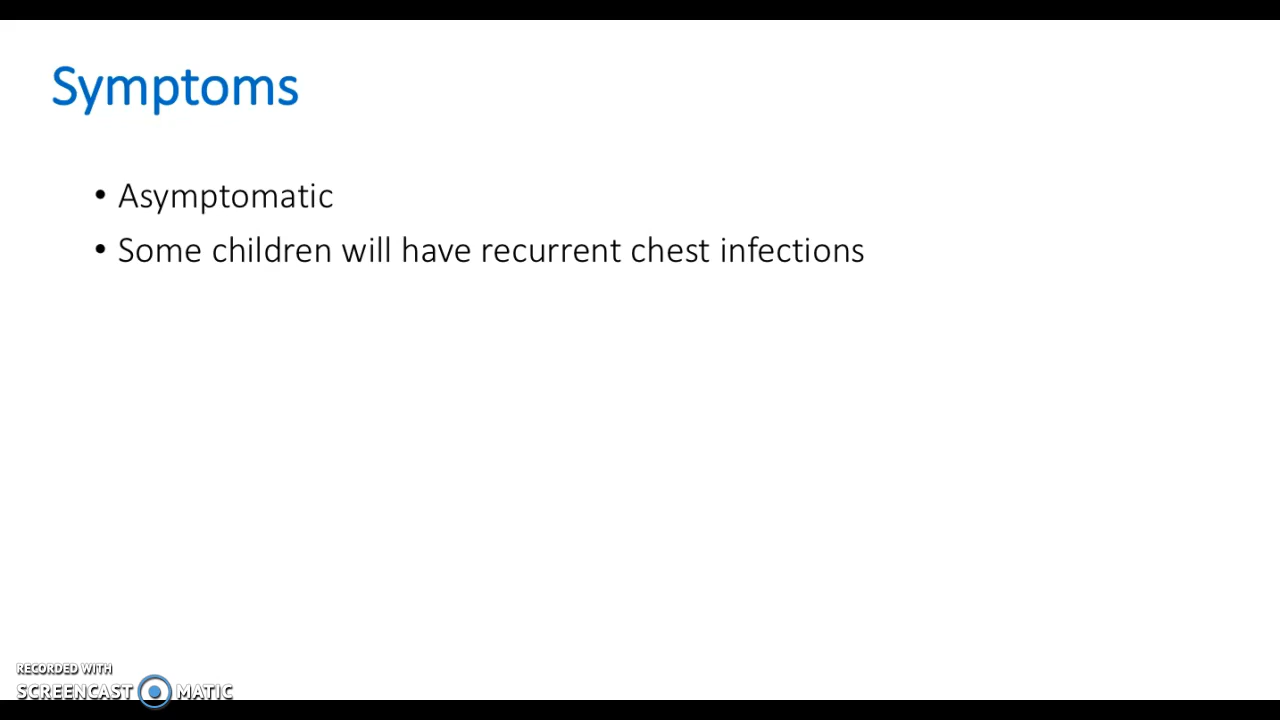 Symptoms
• Asymptomatic
• Some children will have recurrent chest infections
RECORDED WITH
SCREENCAST MATIC